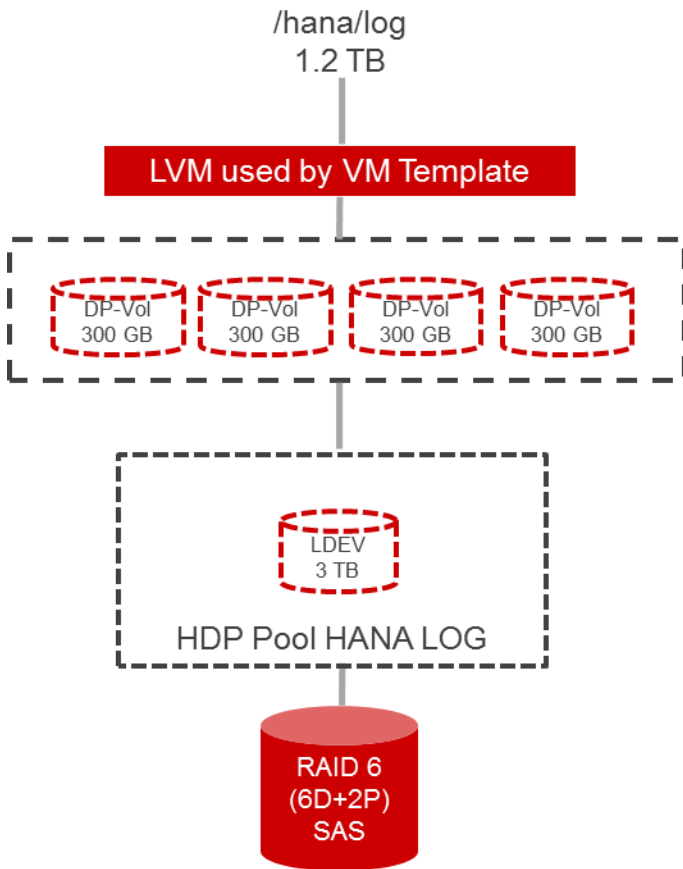 /hana/log
1.2 TB
LVM used by VM Template
DP-Vol DP-Vol DP-Vol DP-Vol
300 GB 300 GB 300 GB 300 GB
LDEV
3 TB
HDP Pool HANA LOG
RAID 6
(6D+2P)
SAS